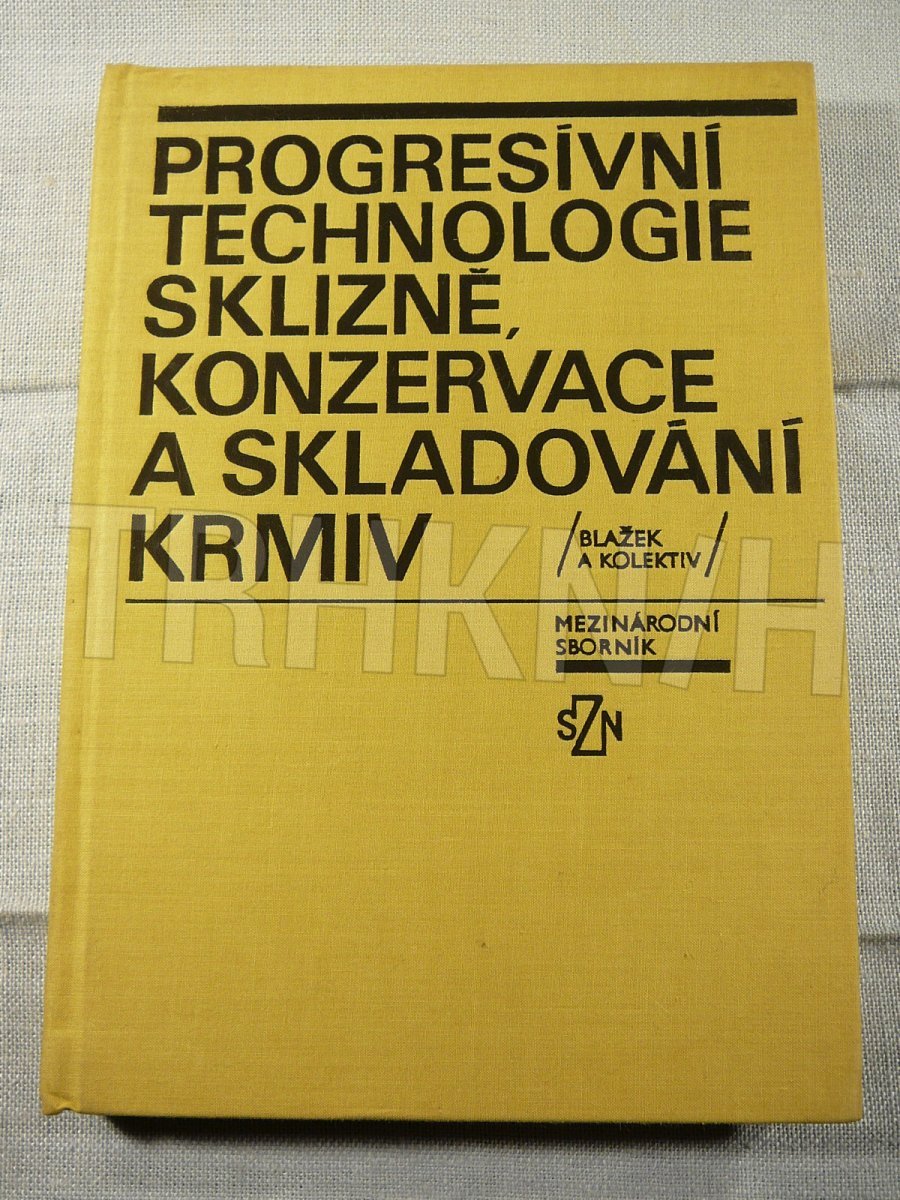 PROGRESÍVNÍ
TECHNOLOGIE
SKLIZNĚ,
KONZERVACE
A SKLADOVÁNÍ
KRMIV
/BLAŽEK
A KOLEKTIV/
MEZINÁRODNÍ
SBORNÍK
SZN
TRHKNIH